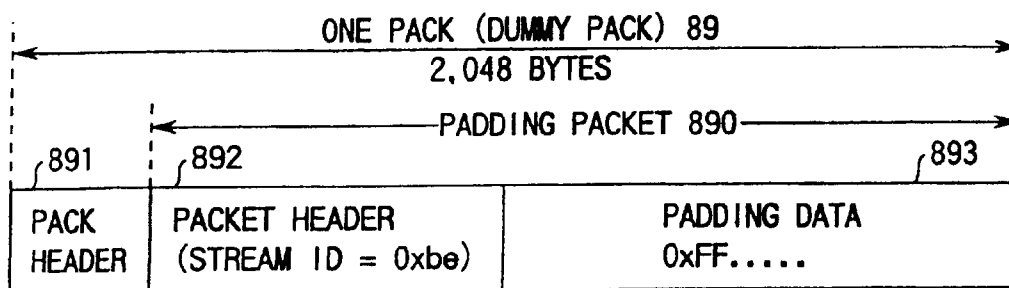 ONE PACK (DUMMY PACK) 89
2,048 BYTES
PADDING PACKET 890
891
892
893
PACK HEADER
PACKET HEADER
(STREAM ID = 0xbe)
PADDING DATA
0xFF.....